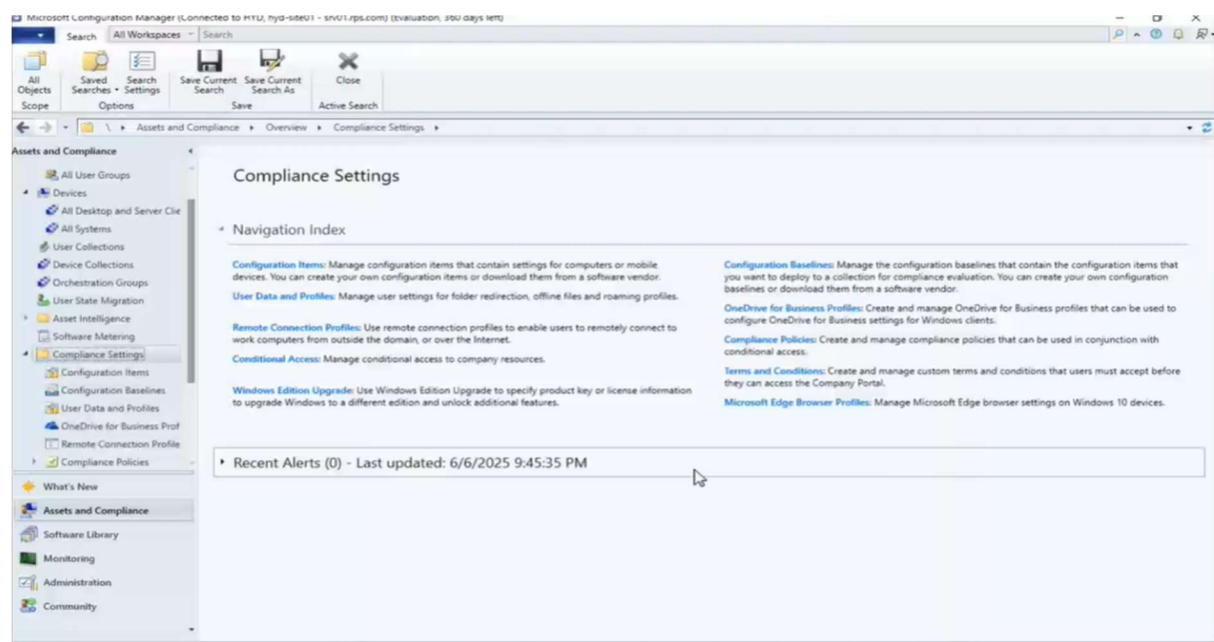 Microsoft Configuration Manager (Connected to HYD, hyd-site01 - srv01.rps.com) (Evaluation, 360 days left)
Search All Workspaces Search
All Objects Saved Searches Search Settings Save Current Search Save Current Search As Close
Scope Options Save Active Search
\ Assets and Compliance Overview Compliance Settings
Assets and Compliance
All User Groups
Devices
All Desktop and Server Clie
All Systems
User Collections
Device Collections
Orchestration Groups
User State Migration
Asset Intelligence
Software Metering
Compliance Settings
Configuration Items
Configuration Baselines
User Data and Profiles
OneDrive for Business Prof
Remote Connection Profile
Compliance Policies
What's New
Assets and Compliance
Software Library
Monitoring
Administration
Community
Compliance Settings
Navigation Index
Configuration Items: Manage configuration items that contain settings for computers or mobile
devices. You can create your own configuration items or download them from a software vendor.
User Data and Profiles: Manage user settings for folder redirection, offline files and roaming profiles.
Remote Connection Profiles: Use remote connection profiles to enable users to remotely connect to
work computers from outside the domain, or over the Internet.
Conditional Access: Manage conditional access to company resources.
Windows Edition Upgrade: Use Windows Edition Upgrade to specify product key or license information
to upgrade Windows to a different edition and unlock additional features.
Configuration Baselines: Manage the configuration baselines that contain the configuration items that
you want to deploy to a collection for compliance evaluation. You can create your own configuration
baselines or download them from a software vendor.
OneDrive for Business Profiles: Create and manage OneDrive for Business profiles that can be used to
configure OneDrive for Business settings for Windows clients.
Compliance Policies: Create and manage compliance policies that can be used in conjunction with
conditional access.
Terms and Conditions: Create and manage custom terms and conditions that users must accept before
they can access the Company Portal.
Microsoft Edge Browser Profiles: Manage Microsoft Edge browser settings on Windows 10 devices.
Recent Alerts (0) - Last updated: 6/6/2025 9:45:35 PM